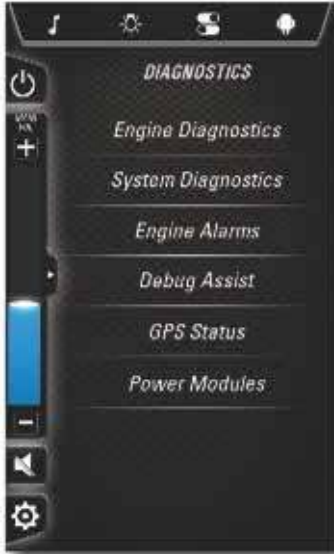 DIAGNOSTICS
Engine Diagnostics
System Diagnostics
Engine Alarms
Debug Assist
GPS Status
Power Modules